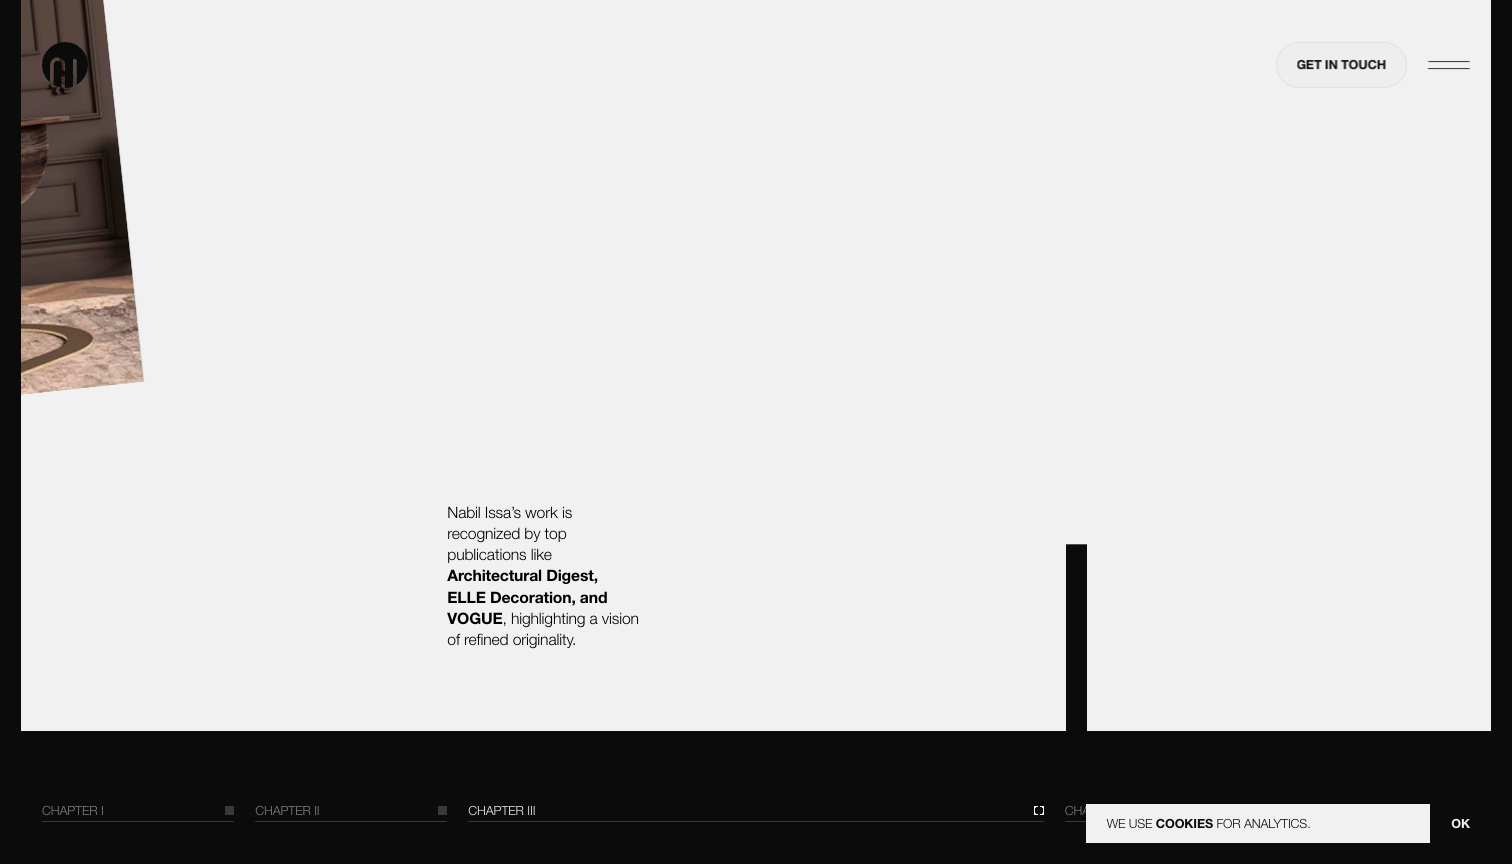 GET IN TOUCH
Nabil Issa’s work is
recognized by top
publications like
Architectural Digest,
ELLE Decoration, and
VOGUE, highlighting a vision
of refined originality.
CHAPTER I
CHAPTER II
CHAPTER III
WE USE COOKIES FOR ANALYTICS.
OK